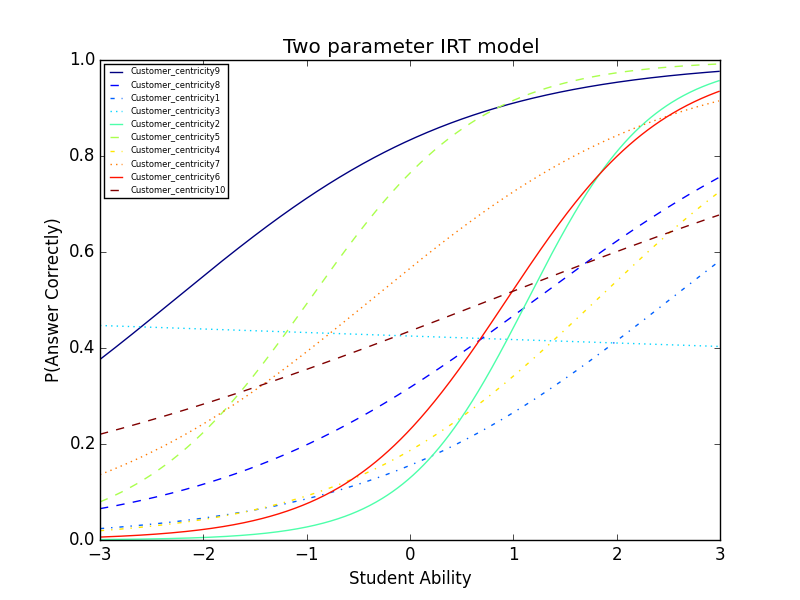 Two parameter IRT model
1.0
0.8
0.6
0.4
0.2
0.0
P(Answer Correctly)
Customer_centricity9
Customer_centricity8
Customer_centricity1
Customer_centricity3
Customer_centricity2
Customer_centricity5
Customer_centricity4
Customer_centricity7
Customer_centricity6
Customer_centricity10
−3 −2 −1 0 1 2 3
Student Ability